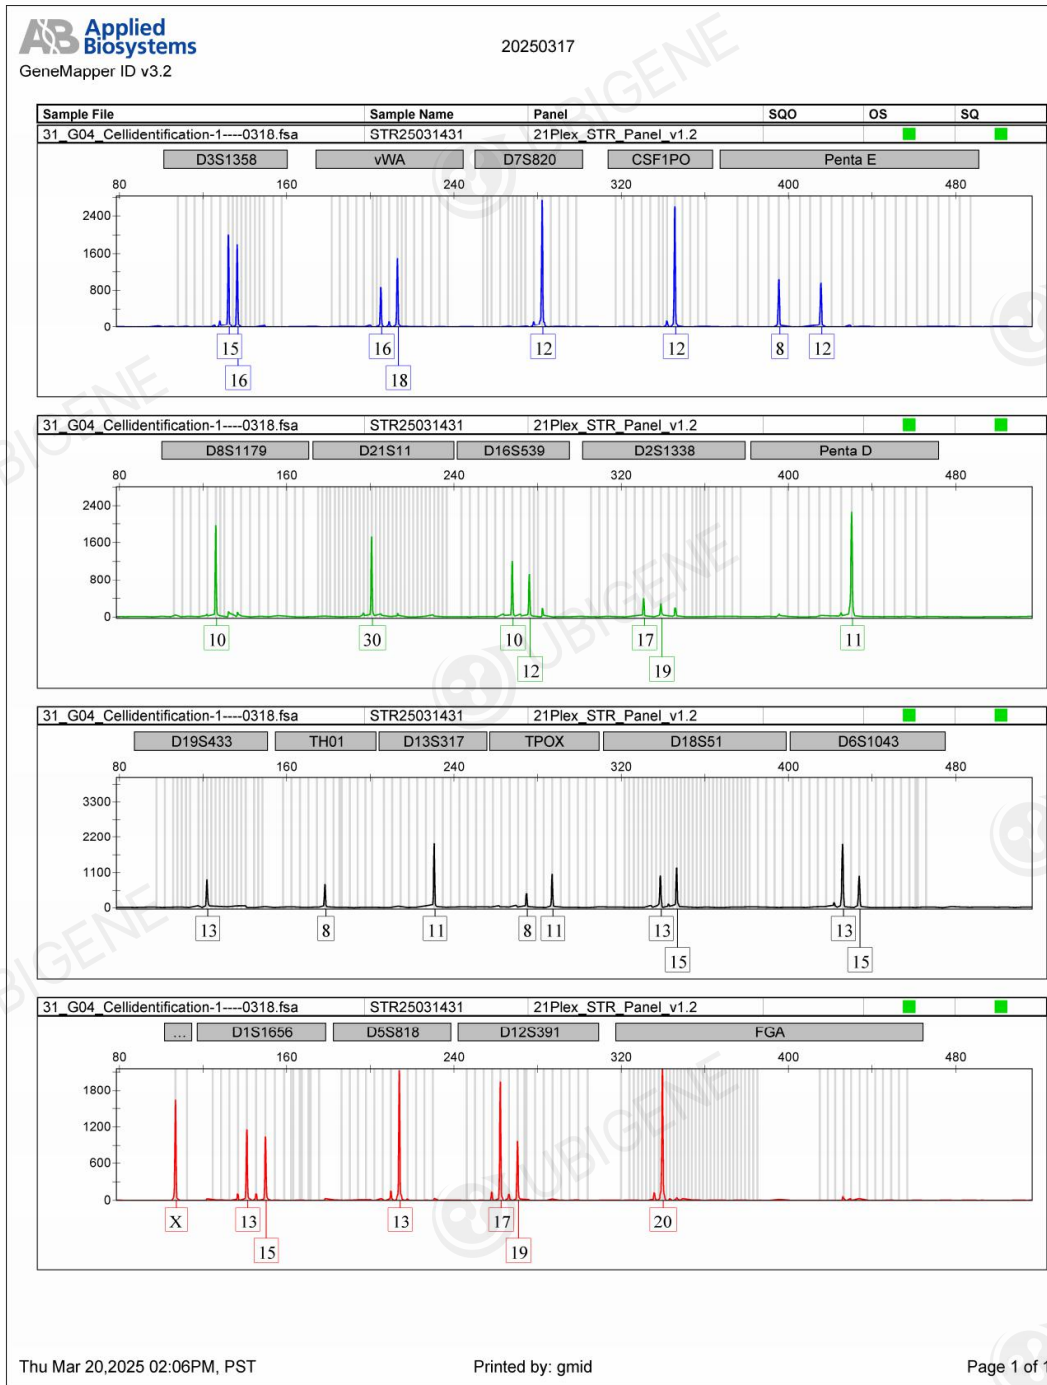 AB Applied
Biosystems
20250317
GeneMapper ID v3.2
Sample File Sample Name Panel SQO OS SQ
31_G04_Cellidentification-1----0318.fsa STR25031431 21Plex_STR_Panel_v1.2
D3S1358 vWA D7S820 CSF1PO Penta E
80 160 240 320 400 480
2400
1600
800
0
15 16 12 12 8 12
16 18
31_G04_Cellidentification-1----0318.fsa STR25031431 21Plex_STR_Panel_v1.2
D8S1179 D21S11 D16S539 D2S1338 Penta D
80 160 240 320 400 480
2400
1600
800
0
10 30 10 17 11
12 19
31_G04_Cellidentification-1----0318.fsa STR25031431 21Plex_STR_Panel_v1.2
D19S433 TH01 D13S317 TPOX D18S51 D6S1043
80 160 240 320 400 480
3300
2200
1100
0
13 8 11 8 11 13 13
15 15
31_G04_Cellidentification-1----0318.fsa STR25031431 21Plex_STR_Panel_v1.2
... D1S1656 D5S818 D12S391 FGA
80 160 240 320 400 480
1800
1200
600
0
X 13 13 17 20
15 19
Thu Mar 20,2025 02:06PM, PST Printed by: gmid Page 1 of 1
UBIGENE
UBIGENE
UBIGENE
UBIGENE
UBIGENE